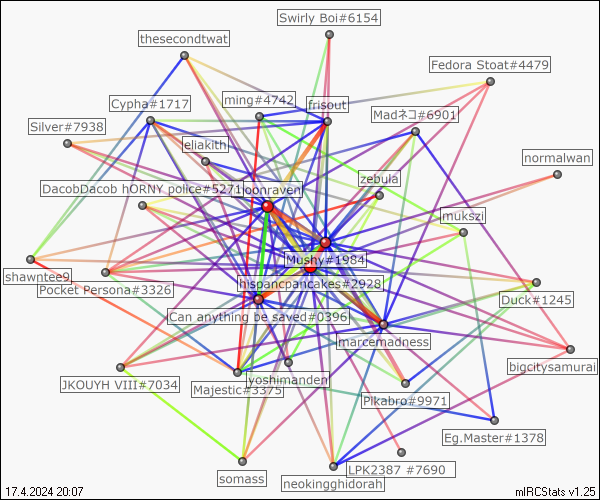 Swirly Boi#6154
thesecondtwat
Fedora Stoat#4479
ming#4742
Cypha#1717
frisout
Madネコ#6901
Silver#7938
eliakith
normalwan
zebula
DacobDacob hORNY police#5271
joonraven
mukszi
Mushy#1984
shawntee9
Pocket Persona#3326
hispancpancakes#2928
Duck#1245
Can anything be saved#0396
marcemadness
bigcitysamurai
JKOUYH VIII#7034
Majestic#3375
yoshimanden
Pikabro#9971
Eg.Master#1378
somass
LPK2387 #7690
neokingghidorah
17.4.2024 20:07
mIRCStats v1.25